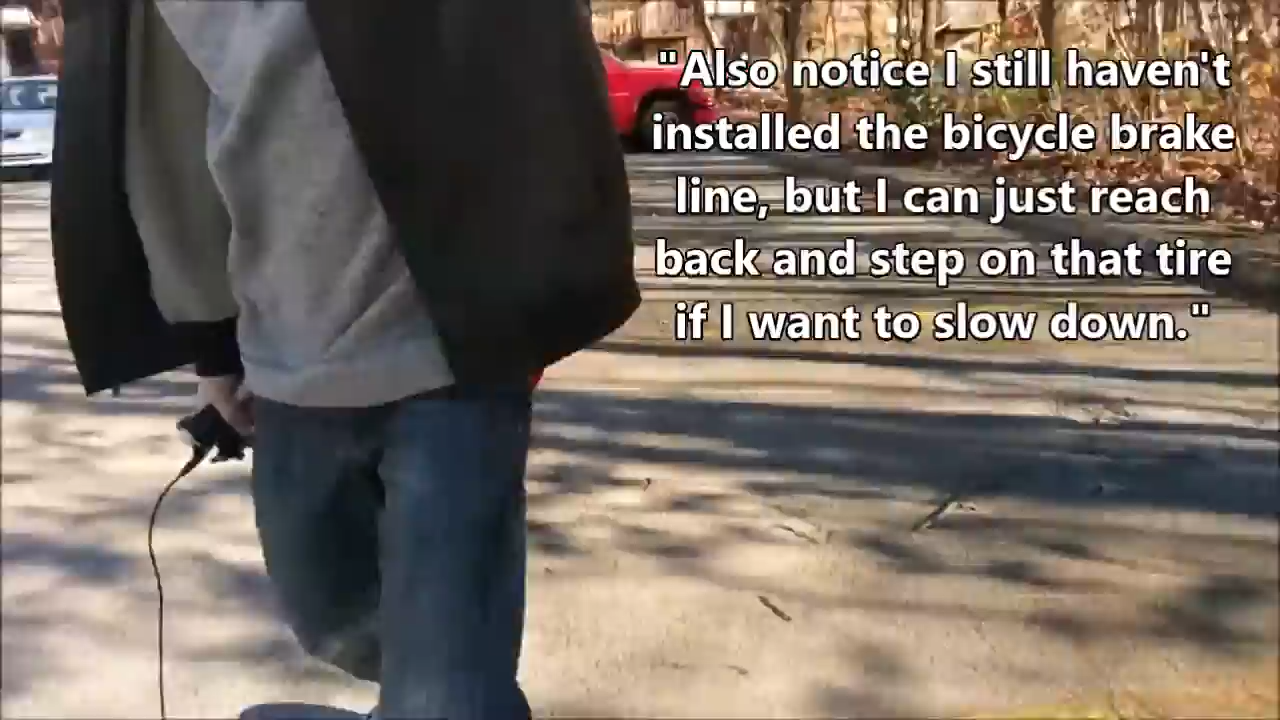 "Also notice I still haven't
installed the bicycle brake
line, but I can just reach
back and step on that tire
if I want to slow down."